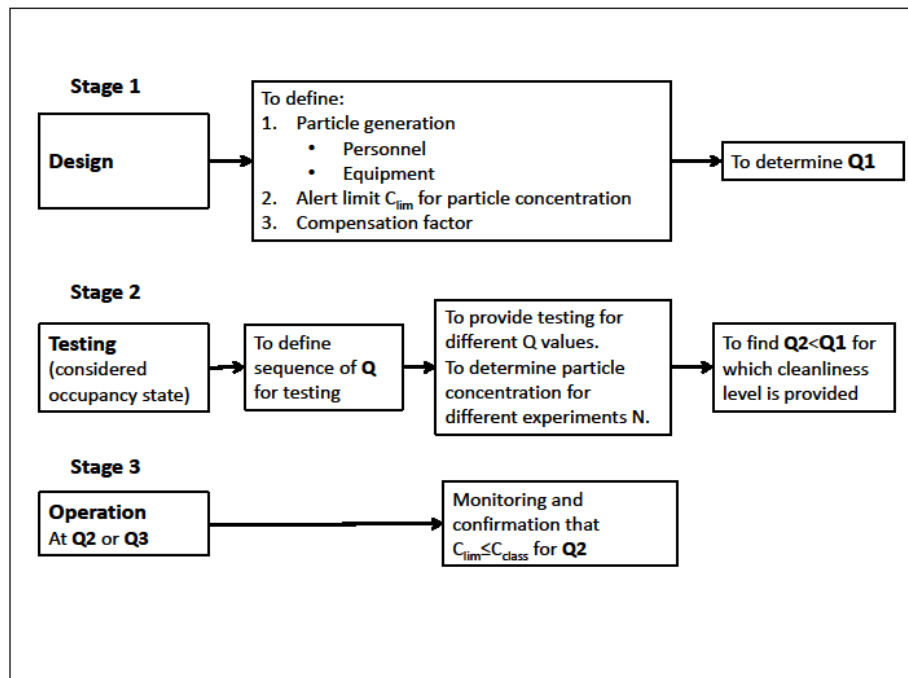 Stage 1
Design
To define:
1. Particle generation
• Personnel
• Equipment
2. Alert limit Clim for particle concentration
3. Compensation factor
To determine Q1
Stage 2
Testing
(considered
occupancy state)
To define
sequence of Q
for testing
To provide testing for
different Q values.
To determine particle
concentration for
different experiments N.
To find Q2<Q1 for
which cleanliness
level is provided
Stage 3
Operation
At Q2 or Q3
Monitoring and
confirmation that
Clim≤Cclass for Q2